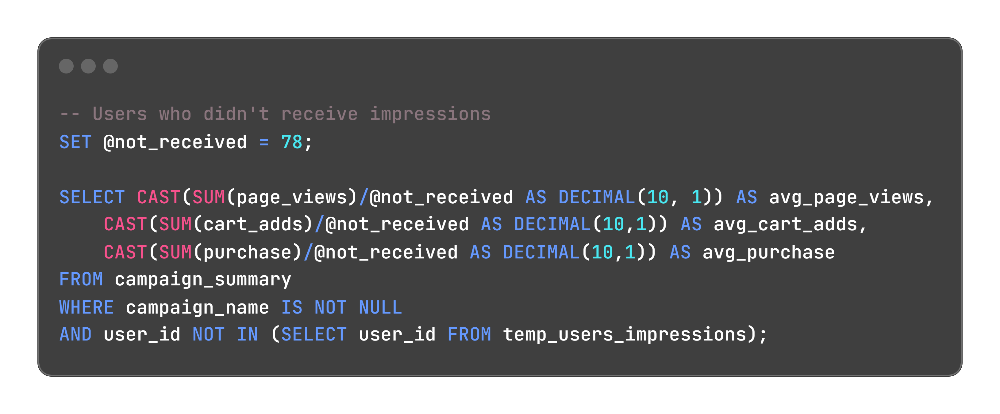 -- Users who didn't receive impressions
SET @not_received = 78;
SELECT CAST(SUM(page_views)/@not_received AS DECIMAL(10, 1)) AS avg_page_views,
    CAST(SUM(cart_adds)/@not_received AS DECIMAL(10,1)) AS avg_cart_adds,
    CAST(SUM(purchase)/@not_received AS DECIMAL(10,1)) AS avg_purchase
FROM campaign_summary
WHERE campaign_name IS NOT NULL
AND user_id NOT IN (SELECT user_id FROM temp_users_impressions);